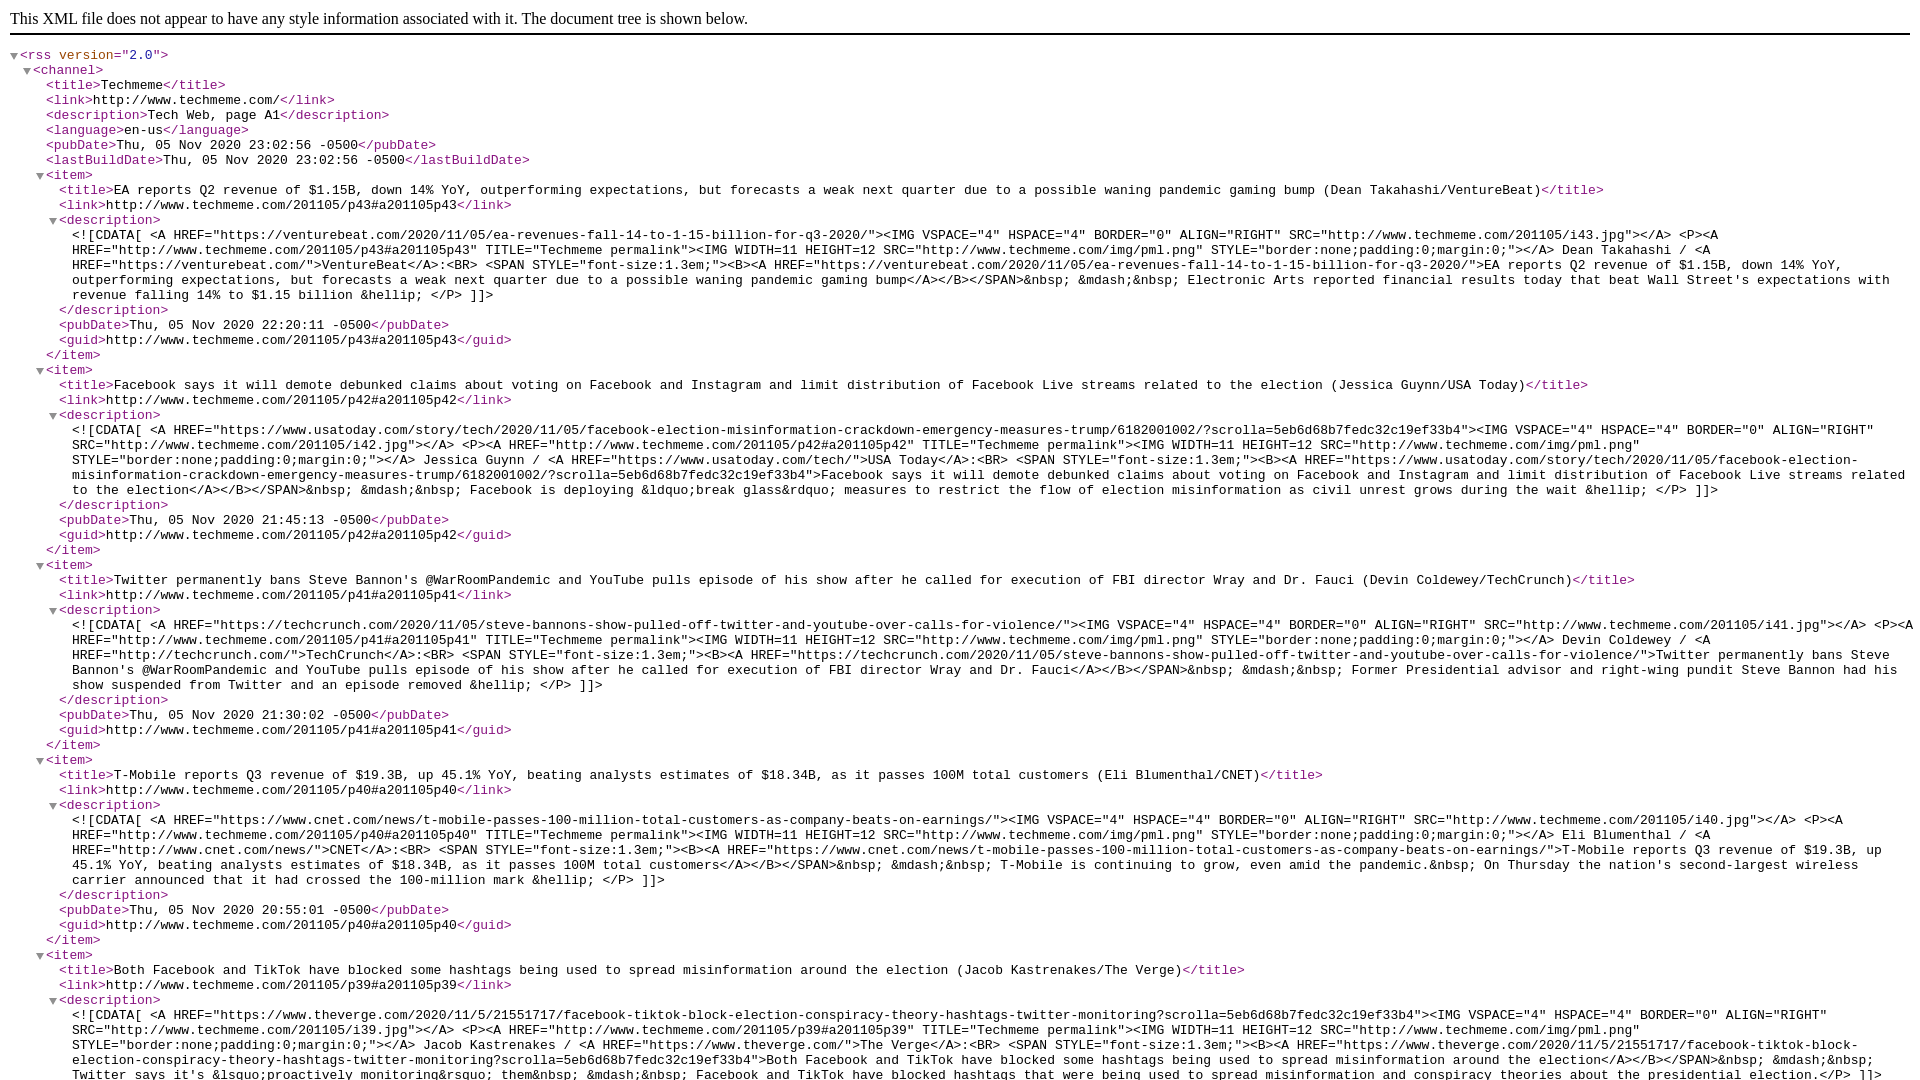 This XML file does not appear to have any style information associated with it. The document tree is shown below.
<rss version="2.0">
<channel>
<title>Techmeme</title>
<link>http://www.techmeme.com/</link>
<description>Tech Web, page A1</description>
<language>en-us</language>
<pubDate>Thu, 05 Nov 2020 23:02:56 -0500</pubDate>
<lastBuildDate>Thu, 05 Nov 2020 23:02:56 -0500</lastBuildDate>
<item>
<title>EA reports Q2 revenue of $1.15B, down 14% YoY, outperforming expectations, but forecasts a weak next quarter due to a possible waning pandemic gaming bump (Dean Takahashi/VentureBeat)</title>
<link>http://www.techmeme.com/201105/p43#a201105p43</link>
<description>
<![CDATA[ <A HREF="https://venturebeat.com/2020/11/05/ea-revenues-fall-14-to-1-15-billion-for-q3-2020/"><IMG VSPACE="4" HSPACE="4" BORDER="0" ALIGN="RIGHT" SRC="http://www.techmeme.com/201105/i43.jpg"></A> <P><A
HREF="http://www.techmeme.com/201105/p43#a201105p43" TITLE="Techmeme permalink"><IMG WIDTH=11 HEIGHT=12 SRC="http://www.techmeme.com/img/pml.png" STYLE="border:none;padding:0;margin:0;"></A> Dean Takahashi / <A
HREF="https://venturebeat.com/">VentureBeat</A>:<BR> <SPAN STYLE="font-size:1.3em;"><B><A HREF="https://venturebeat.com/2020/11/05/ea-revenues-fall-14-to-1-15-billion-for-q3-2020/">EA reports Q2 revenue of $1.15B, down 14% YoY,
outperforming expectations, but forecasts a weak next quarter due to a possible waning pandemic gaming bump</A></B></SPAN>&nbsp; &mdash;&nbsp; Electronic Arts reported financial results today that beat Wall Street's expectations with
revenue falling 14% to $1.15 billion &hellip; </P> ]]>
</description>
<pubDate>Thu, 05 Nov 2020 22:20:11 -0500</pubDate>
<guid>http://www.techmeme.com/201105/p43#a201105p43</guid>
</item>
<item>
<title>Facebook says it will demote debunked claims about voting on Facebook and Instagram and limit distribution of Facebook Live streams related to the election (Jessica Guynn/USA Today)</title>
<link>http://www.techmeme.com/201105/p42#a201105p42</link>
<description>
<![CDATA[ <A HREF="https://www.usatoday.com/story/tech/2020/11/05/facebook-election-misinformation-crackdown-emergency-measures-trump/6182001002/?scrolla=5eb6d68b7fedc32c19ef33b4"><IMG VSPACE="4" HSPACE="4" BORDER="0" ALIGN="RIGHT"
SRC="http://www.techmeme.com/201105/i42.jpg"></A> <P><A HREF="http://www.techmeme.com/201105/p42#a201105p42" TITLE="Techmeme permalink"><IMG WIDTH=11 HEIGHT=12 SRC="http://www.techmeme.com/img/pml.png"
STYLE="border:none;padding:0;margin:0;"></A> Jessica Guynn / <A HREF="https://www.usatoday.com/tech/">USA Today</A>:<BR> <SPAN STYLE="font-size:1.3em;"><B><A HREF="https://www.usatoday.com/story/tech/2020/11/05/facebook-election-
misinformation-crackdown-emergency-measures-trump/6182001002/?scrolla=5eb6d68b7fedc32c19ef33b4">Facebook says it will demote debunked claims about voting on Facebook and Instagram and limit distribution of Facebook Live streams related
to the election</A></B></SPAN>&nbsp; &mdash;&nbsp; Facebook is deploying &ldquo;break glass&rdquo; measures to restrict the flow of election misinformation as civil unrest grows during the wait &hellip; </P> ]]>
</description>
<pubDate>Thu, 05 Nov 2020 21:45:13 -0500</pubDate>
<guid>http://www.techmeme.com/201105/p42#a201105p42</guid>
</item>
<item>
<title>Twitter permanently bans Steve Bannon's @WarRoomPandemic and YouTube pulls episode of his show after he called for execution of FBI director Wray and Dr. Fauci (Devin Coldewey/TechCrunch)</title>
<link>http://www.techmeme.com/201105/p41#a201105p41</link>
<description>
<![CDATA[ <A HREF="https://techcrunch.com/2020/11/05/steve-bannons-show-pulled-off-twitter-and-youtube-over-calls-for-violence/"><IMG VSPACE="4" HSPACE="4" BORDER="0" ALIGN="RIGHT" SRC="http://www.techmeme.com/201105/i41.jpg"></A> <P><A
HREF="http://www.techmeme.com/201105/p41#a201105p41" TITLE="Techmeme permalink"><IMG WIDTH=11 HEIGHT=12 SRC="http://www.techmeme.com/img/pml.png" STYLE="border:none;padding:0;margin:0;"></A> Devin Coldewey / <A
HREF="http://techcrunch.com/">TechCrunch</A>:<BR> <SPAN STYLE="font-size:1.3em;"><B><A HREF="https://techcrunch.com/2020/11/05/steve-bannons-show-pulled-off-twitter-and-youtube-over-calls-for-violence/">Twitter permanently bans Steve
Bannon's @WarRoomPandemic and YouTube pulls episode of his show after he called for execution of FBI director Wray and Dr. Fauci</A></B></SPAN>&nbsp; &mdash;&nbsp; Former Presidential advisor and right-wing pundit Steve Bannon had his
show suspended from Twitter and an episode removed &hellip; </P> ]]>
</description>
<pubDate>Thu, 05 Nov 2020 21:30:02 -0500</pubDate>
<guid>http://www.techmeme.com/201105/p41#a201105p41</guid>
</item>
<item>
<title>T-Mobile reports Q3 revenue of $19.3B, up 45.1% YoY, beating analysts estimates of $18.34B, as it passes 100M total customers (Eli Blumenthal/CNET)</title>
<link>http://www.techmeme.com/201105/p40#a201105p40</link>
<description>
<![CDATA[ <A HREF="https://www.cnet.com/news/t-mobile-passes-100-million-total-customers-as-company-beats-on-earnings/"><IMG VSPACE="4" HSPACE="4" BORDER="0" ALIGN="RIGHT" SRC="http://www.techmeme.com/201105/i40.jpg"></A> <P><A
HREF="http://www.techmeme.com/201105/p40#a201105p40" TITLE="Techmeme permalink"><IMG WIDTH=11 HEIGHT=12 SRC="http://www.techmeme.com/img/pml.png" STYLE="border:none;padding:0;margin:0;"></A> Eli Blumenthal / <A
HREF="http://www.cnet.com/news/">CNET</A>:<BR> <SPAN STYLE="font-size:1.3em;"><B><A HREF="https://www.cnet.com/news/t-mobile-passes-100-million-total-customers-as-company-beats-on-earnings/">T-Mobile reports Q3 revenue of $19.3B, up
45.1% YoY, beating analysts estimates of $18.34B, as it passes 100M total customers</A></B></SPAN>&nbsp; &mdash;&nbsp; T-Mobile is continuing to grow, even amid the pandemic.&nbsp; On Thursday the nation's second-largest wireless
carrier announced that it had crossed the 100-million mark &hellip; </P> ]]>
</description>
<pubDate>Thu, 05 Nov 2020 20:55:01 -0500</pubDate>
<guid>http://www.techmeme.com/201105/p40#a201105p40</guid>
</item>
<item>
<title>Both Facebook and TikTok have blocked some hashtags being used to spread misinformation around the election (Jacob Kastrenakes/The Verge)</title>
<link>http://www.techmeme.com/201105/p39#a201105p39</link>
<description>
<![CDATA[ <A HREF="https://www.theverge.com/2020/11/5/21551717/facebook-tiktok-block-election-conspiracy-theory-hashtags-twitter-monitoring?scrolla=5eb6d68b7fedc32c19ef33b4"><IMG VSPACE="4" HSPACE="4" BORDER="0" ALIGN="RIGHT"
SRC="http://www.techmeme.com/201105/i39.jpg"></A> <P><A HREF="http://www.techmeme.com/201105/p39#a201105p39" TITLE="Techmeme permalink"><IMG WIDTH=11 HEIGHT=12 SRC="http://www.techmeme.com/img/pml.png"
STYLE="border:none;padding:0;margin:0;"></A> Jacob Kastrenakes / <A HREF="https://www.theverge.com/">The Verge</A>:<BR> <SPAN STYLE="font-size:1.3em;"><B><A HREF="https://www.theverge.com/2020/11/5/21551717/facebook-tiktok-block-
election-conspiracy-theory-hashtags-twitter-monitoring?scrolla=5eb6d68b7fedc32c19ef33b4">Both Facebook and TikTok have blocked some hashtags being used to spread misinformation around the election</A></B></SPAN>&nbsp; &mdash;&nbsp;
Twitter says it's &lsquo;proactively monitoring&rsquo; them&nbsp; &mdash;&nbsp; Facebook and TikTok have blocked hashtags that were being used to spread misinformation and conspiracy theories about the presidential election.</P> ]]>